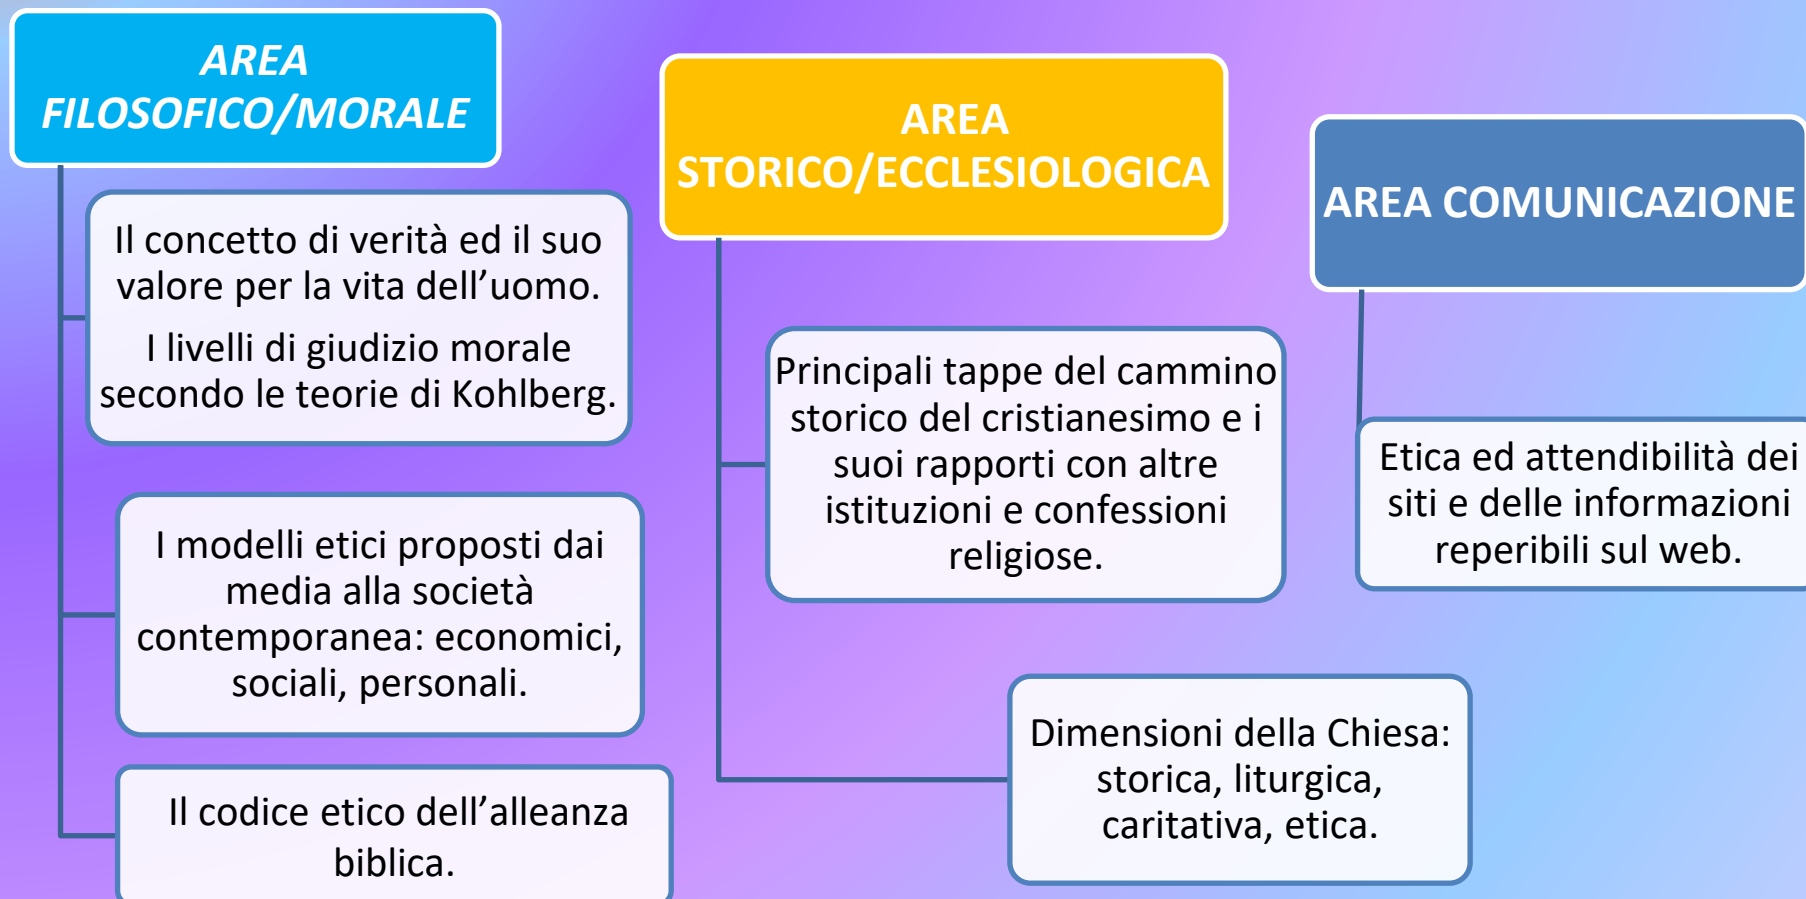 AREA
FILOSOFICO/MORALE
Il concetto di verità ed il suo
valore per la vita dell’uomo.
I livelli di giudizio morale
secondo le teorie di Kohlberg.
I modelli etici proposti dai
media alla società
contemporanea: economici,
sociali, personali.
Il codice etico dell’alleanza
biblica.
AREA
STORICO/ECCLESIOLOGICA
Principali tappe del cammino
storico del cristianesimo e i
suoi rapporti con altre
istituzioni e confessioni
religiose.
Dimensioni della Chiesa:
storica, liturgica,
caritativa, etica.
AREA COMUNICAZIONE
Etica ed attendibilità dei
siti e delle informazioni
reperibili sul web.